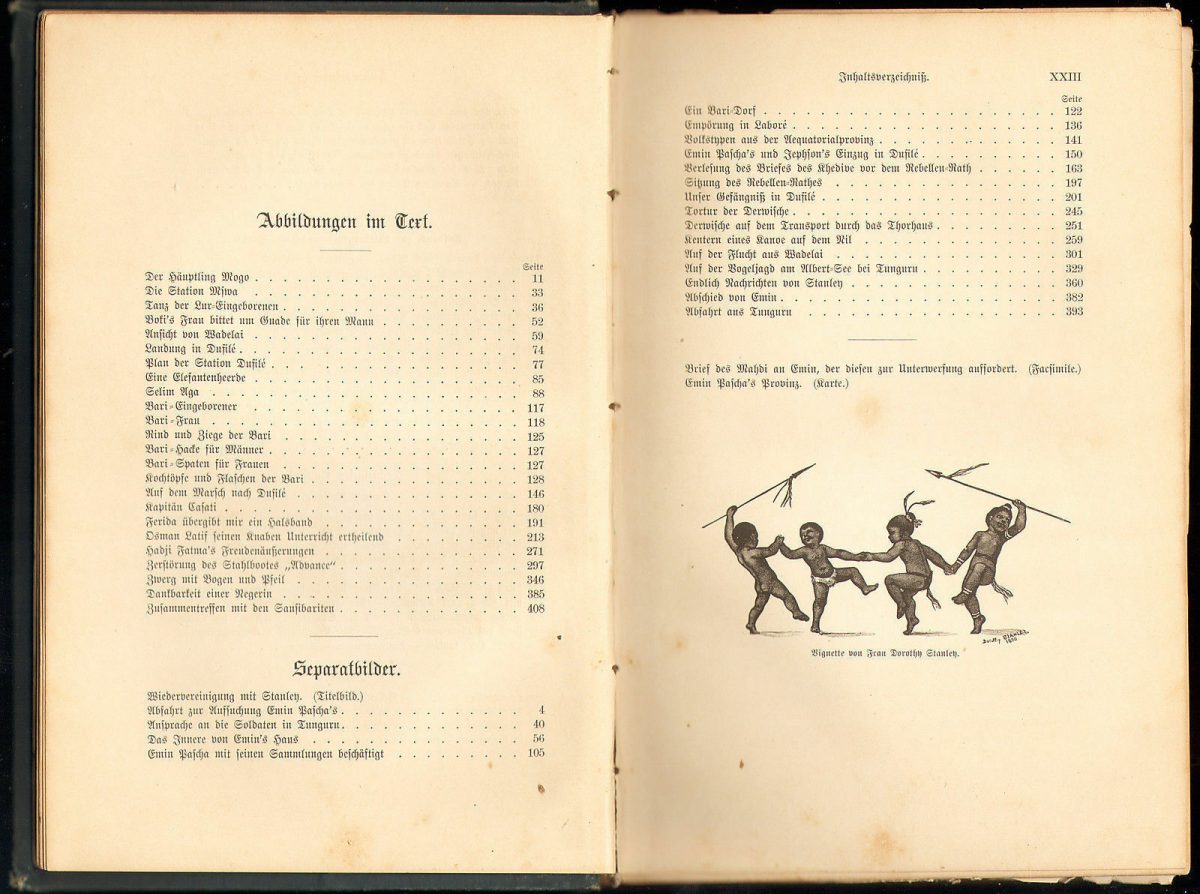 Abbildungen im Text.
Seite
Der Häuptling Mogo . . . . . . . . . . . . . . . . . . . 11
Die Station Mswa . . . . . . . . . . . . . . . . . . . 33
Tanz der Lur-Eingeborenen . . . . . . . . . . . . . . . . . 36
Boki's Frau bittet um Gnade für ihren Mann . . . . . . . . . . 52
Ansicht von Wadelai . . . . . . . . . . . . . . . . . . . 59
Landung in Dufilé . . . . . . . . . . . . . . . . . . . . 74
Plan der Station Dufilé . . . . . . . . . . . . . . . . . . 77
Eine Elefantenheerde . . . . . . . . . . . . . . . . . . . 85
Selim Aga . . . . . . . . . . . . . . . . . . . . . . 88
Bari-Eingeborener . . . . . . . . . . . . . . . . . . . 117
Bari-Frau . . . . . . . . . . . . . . . . . . . . . . 118
Rind und Ziege der Bari . . . . . . . . . . . . . . . . . 125
Bari-Hacke für Männer . . . . . . . . . . . . . . . . . . 127
Bari-Spaten für Frauen . . . . . . . . . . . . . . . . . 127
Kochtöpfe und Flaschen der Bari . . . . . . . . . . . . . . . 128
Auf dem Marsch nach Dufilé . . . . . . . . . . . . . . . . 146
Kapitän Casati . . . . . . . . . . . . . . . . . . . . 180
Ferida übergibt mir ein Halsband . . . . . . . . . . . . . . 191
Osman Latif seinen Knaben Unterricht ertheilend . . . . . . . . . 213
Hadji Fatma's Freudenäußerungen . . . . . . . . . . . . . . 271
Zerstörung des Stahlbootes „Advance“ . . . . . . . . . . . . . 297
Zwerg mit Bogen und Pfeil . . . . . . . . . . . . . . . . 346
Dankbarkeit einer Negerin . . . . . . . . . . . . . . . . . 385
Zusammentreffen mit den Sansibariten . . . . . . . . . . . . . 408
Separatbilder.
Wiedervereinigung mit Stanley. (Titelbild.)
Abfahrt zur Aufsuchung Emin Pascha's . . . . . . . . . . . . . 4
Ansprache an die Soldaten in Tunguru . . . . . . . . . . . . . 40
Das Innere von Emin's Haus . . . . . . . . . . . . . . . 56
Emin Pascha mit seinen Sammlungen beschäftigt . . . . . . . . . 105
Inhaltsverzeichniß. XXIII
Seite
Ein Bari-Dorf . . . . . . . . . . . . . . . . . . . . . 122
Empörung in Laboré . . . . . . . . . . . . . . . . . . . 136
Volkstypen aus der Aequatorialprovinz . . . . . . . . . . . . . 141
Emin Pascha's und Jephson's Einzug in Dufilé . . . . . . . . . . 150
Verlesung des Briefes des Khedive vor dem Rebellen-Rath . . . . . . 163
Sitzung des Rebellen-Rathes . . . . . . . . . . . . . . . . 197
Unser Gefängniß in Dufilé . . . . . . . . . . . . . . . . . 201
Tortur der Derwische . . . . . . . . . . . . . . . . . . . 245
Derwische auf dem Transport durch das Thorhaus . . . . . . . . . 251
Kentern eines Kanoe auf dem Nil . . . . . . . . . . . . . . 259
Auf der Flucht aus Wadelai . . . . . . . . . . . . . . . . 301
Auf der Vogeljagd am Albert-See bei Tunguru . . . . . . . . . . 329
Endlich Nachrichten von Stanley . . . . . . . . . . . . . . . 360
Abschied von Emin . . . . . . . . . . . . . . . . . . . . 382
Abfahrt aus Tunguru . . . . . . . . . . . . . . . . . . 393
Brief des Mahdi an Emin, der diesen zur Unterwerfung auffordert. (Facsimile.)
Emin Pascha's Provinz. (Karte.)
Dorothy Stanley
1890
Vignette von Frau Dorothy Stanley.